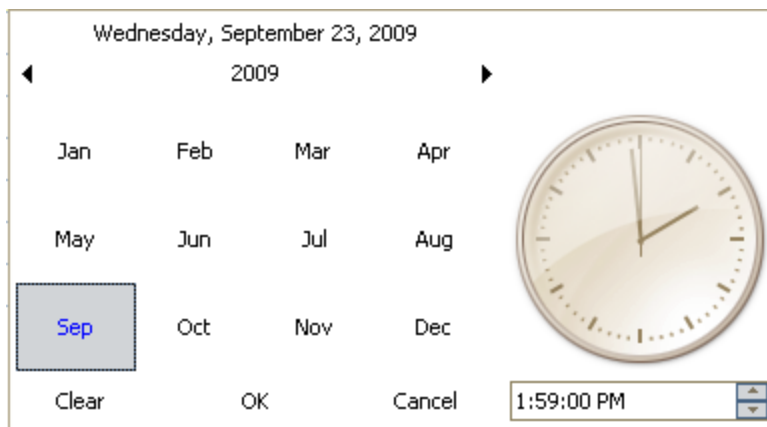 Wednesday, September 23, 2009
2009
Jan Feb Mar Apr
May Jun Jul Aug
Sep Oct Nov Dec
Clear OK Cancel
1:59:00 PM